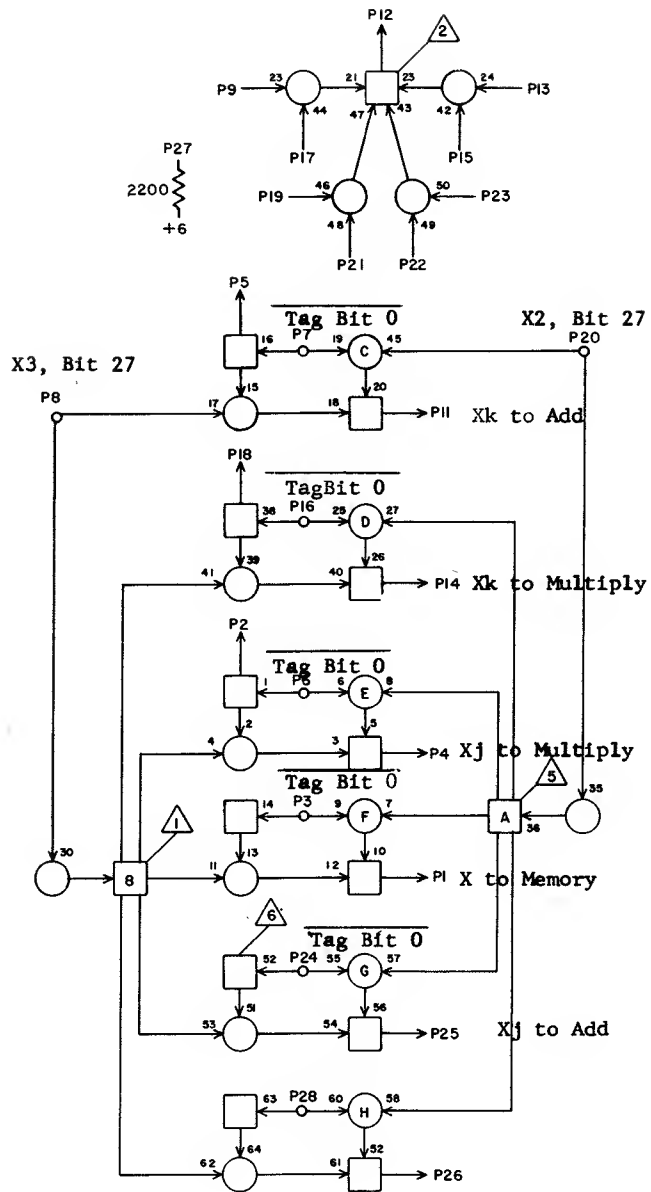 P12
2
P9 23 21 23 24 P13
44 47 43 42
P17 P15
P27
2200
+6
P19 46 50 P23
48 49
P21 P22
P5
Tag Bit 0 X2, Bit 27
16 P7 19 C 45 P20
X3, Bit 27
15 20
P8 17 18 P11 Xk to Add
P18
TagBit 0
38 P16 25 D 27
39 26
41 40 P14 Xk to Multiply
P2
Tag Bit 0
1 6 E 8
2 5
4 3 P4 Xj to Multiply
Tag Bit 0 5
14 P3 9 F 7 A 36 35
1 13 10
30 8 11 12 P1 X to Memory
6 Tag Bit 0
52 P24 55 G 57
51 56
53 54 P25 Xj to Add
63 P28 60 H 58
64 52
62 61 P26